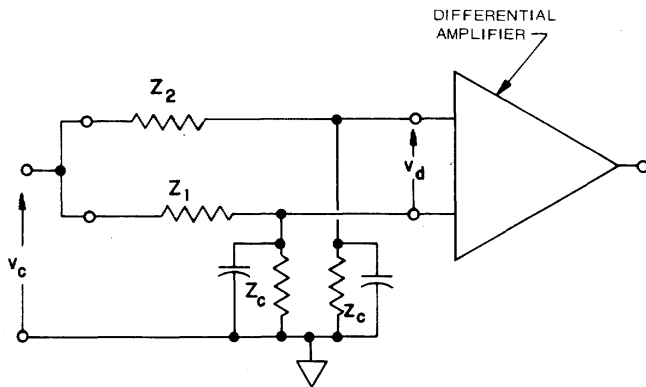 DIFFERENTIAL
AMPLIFIER
Z2
Z1
vd
vc
Zc
Zc